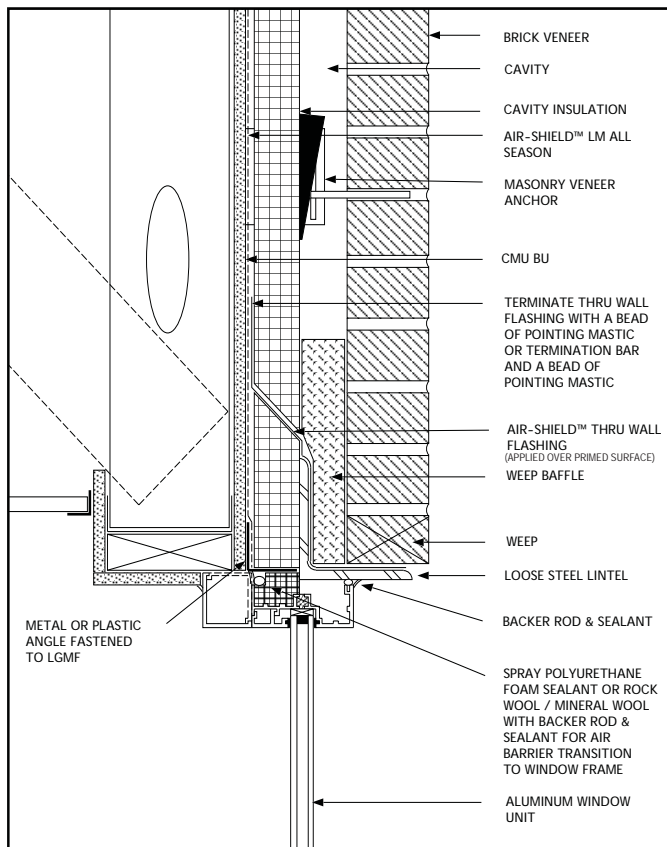 BRICK VENEER
CAVITY
CAVITY INSULATION
AIR-SHIELD™ LM ALL
SEASON
MASONRY VENEER
ANCHOR
CMU BU
TERMINATE THRU WALL
FLASHING WITH A BEAD
OF POINTING MASTIC
OR TERMINATION BAR
AND A BEAD OF
POINTING MASTIC
AIR-SHIELD™ THRU WALL
FLASHING
(APPLIED OVER PRIMED SURFACE)
WEEP BAFFLE
WEEP
LOOSE STEEL LINTEL
BACKER ROD & SEALANT
METAL OR PLASTIC
ANGLE FASTENED
TO LGMF
SPRAY POLYURETHANE
FOAM SEALANT OR ROCK
WOOL / MINERAL WOOL
WITH BACKER ROD &
SEALANT FOR AIR
BARRIER TRANSITION
TO WINDOW FRAME
ALUMINUM WINDOW
UNIT